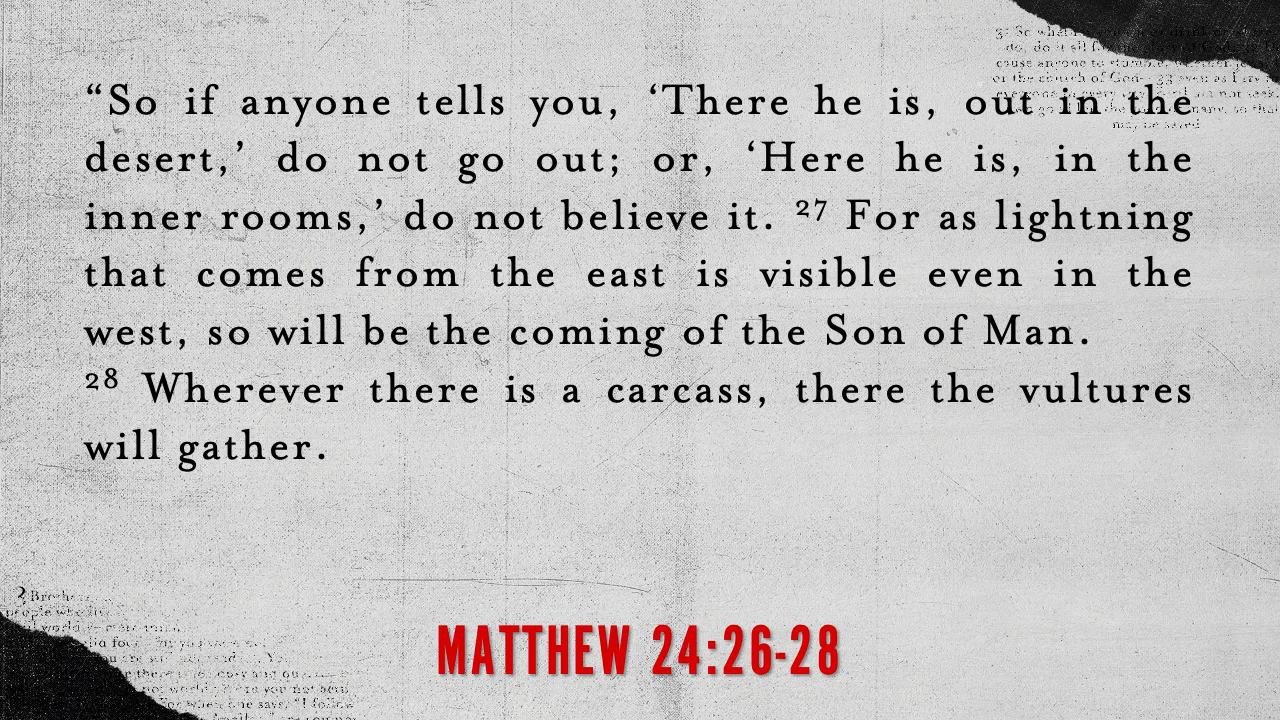 “So if anyone tells you, ‘There he is, out in the
desert,’ do not go out; or, ‘Here he is, in the
inner rooms,’ do not believe it. ²⁷ For as lightning
that comes from the east is visible even in the
west, so will be the coming of the Son of Man.
²⁸ Wherever there is a carcass, there the vultures
will gather.
MATTHEW 24:26-28